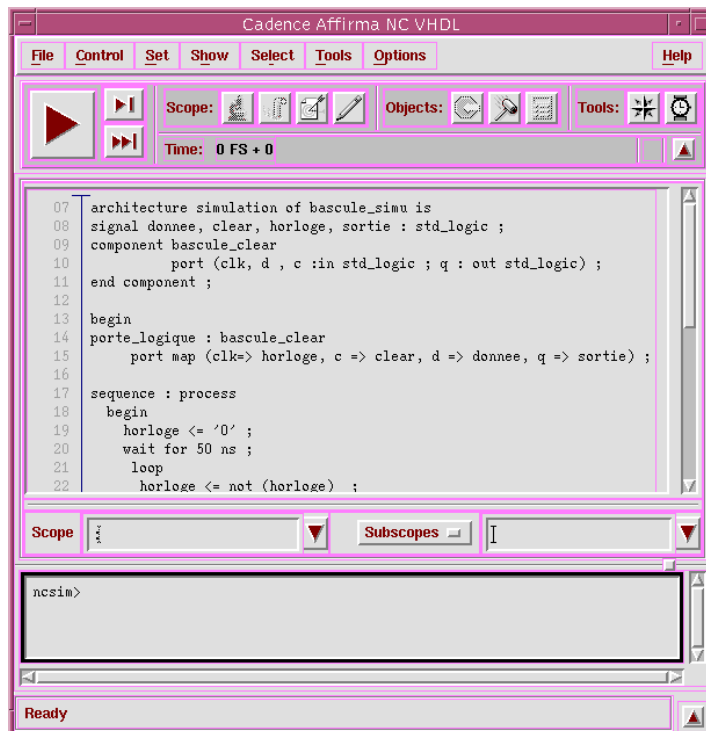 Cadence Affirma NC VHDL
File Control Set Show Select Tools Options Help
Scope: Objects: Tools:
Time: 0 FS + 0
07 architecture simulation of bascule_simu is
08 signal donnee, clear, horloge, sortie : std_logic ;
09 component bascule_clear
10 port (clk, d , c :in std_logic ; q : out std_logic) ;
11 end component ;
12
13 begin
14 porte_logique : bascule_clear
15 port map (clk=> horloge, c => clear, d => donnee, q => sortie) ;
16
17 sequence : process
18 begin
19 horloge <= '0' ;
20 wait for 50 ns ;
21 loop
22 horloge <= not (horloge) ;
Scope : Subscopes
ncsim>
Ready